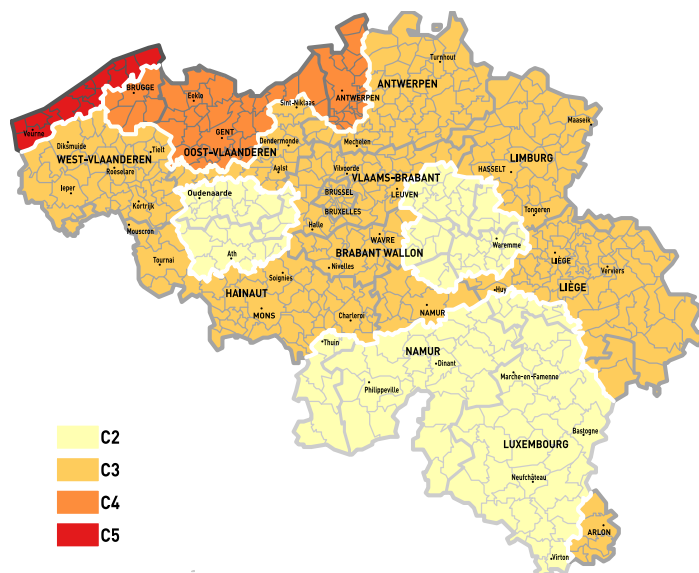 Turnhout
ANTWERPEN
BRUGGE
Eeklo
Sint-Niklaas
ANTWERPEN
Maaseik
Veurne
GENT
Diksmuide
Tielt
OOST-VLAANDEREN
Dendermonde
Mechelen
WEST-VLAANDEREN
Roeselare
Aalst
Vilvoorde
VLAAMS-BRABANT
HASSELT
LIMBURG
Ieper
Oudenaarde
BRUSSEL
LEUVEN
Kortrijk
BRUXELLES
Tongeren
Mouscron
Halle
WAVRE
Waremme
Ath
BRABANT WALLON
LIÈGE
Tournai
Nivelles
Verviers
Soignies
HAINAUT
Huy
LIÈGE
MONS
Charleroi
NAMUR
Thuin
NAMUR
Dinant
Philippeville
Marche-en-Famenne
Bastogne
LUXEMBOURG
Neufchâteau
ARLON
Virton
C2
C3
C4
C5